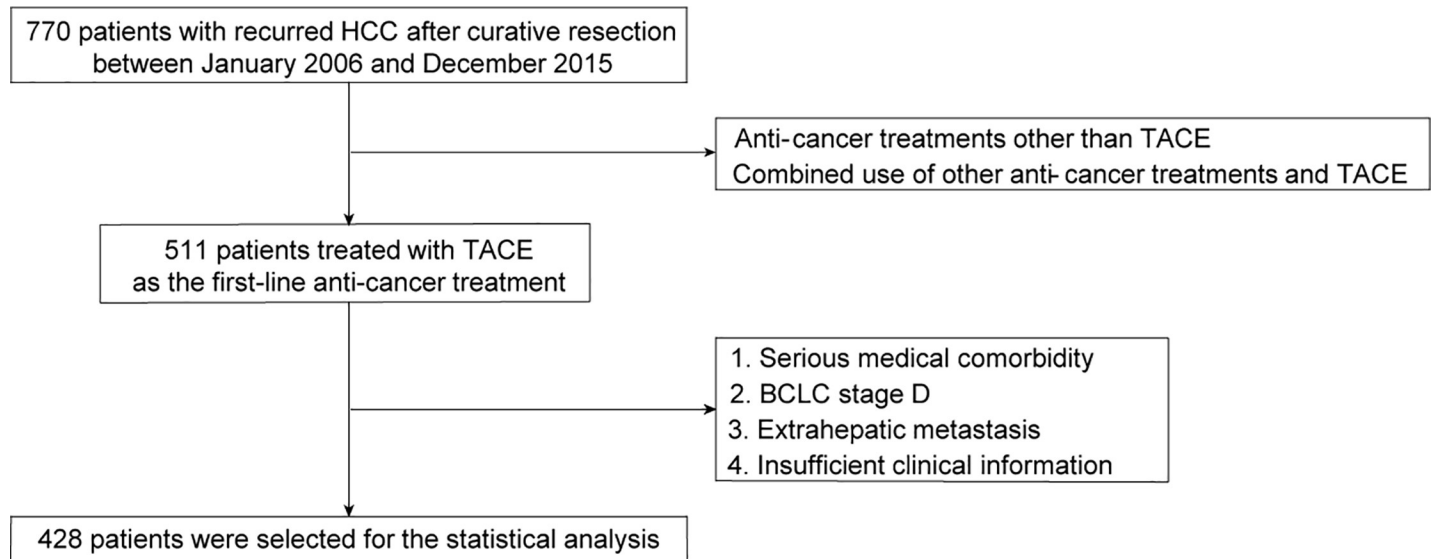 770 patients with recurred HCC after curative resection
between January 2006 and December 2015
Anti-cancer treatments other than TACE
Combined use of other anti-cancer treatments and TACE
511 patients treated with TACE
as the first-line anti-cancer treatment
1. Serious medical comorbidity
2. BCLC stage D
3. Extrahepatic metastasis
4. Insufficient clinical information
428 patients were selected for the statistical analysis